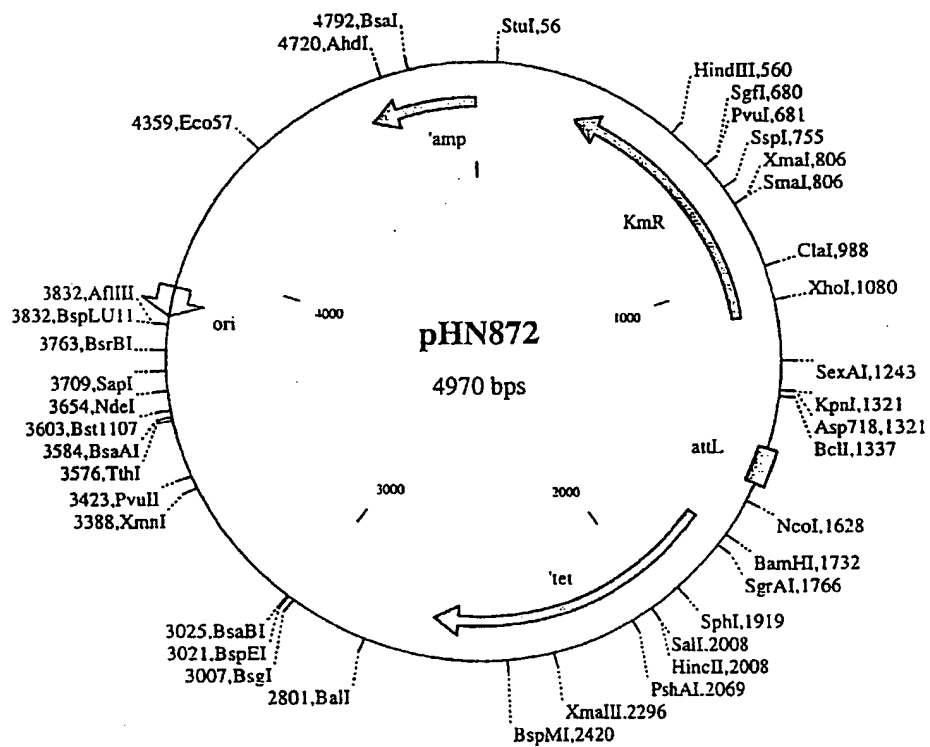 4792,BsaI
4720,AhdI
StuI,56
HindIII,560
SgfI,680
PvuI,681
SspI,755
XmaI,806
SmaI,806
ClaI,988
XhoI,1080
SexAI,1243
KpnI,1321
Asp718,1321
BclI,1337
NcoI,1628
BamHI,1732
SgrAI,1766
SphI,1919
SalI.2008
HincII,2008
PshAI.2069
XmaIII.2296
BspMI,2420
2801,BalI
3007,BsgI
3021,BspEI
3025,BsaBI
3388,XmnI
3423,PvuII
3576,TthI
3584,BsaAI
3603,Bst1107
3654,NdeI
3709,SapI
3763,BsrBI
3832,BspLU11
3832,AflIII
4359,Eco57
'amp
KmR
attL
'tet
ori
1000
2000
3000
4000
pHN872
4970 bps